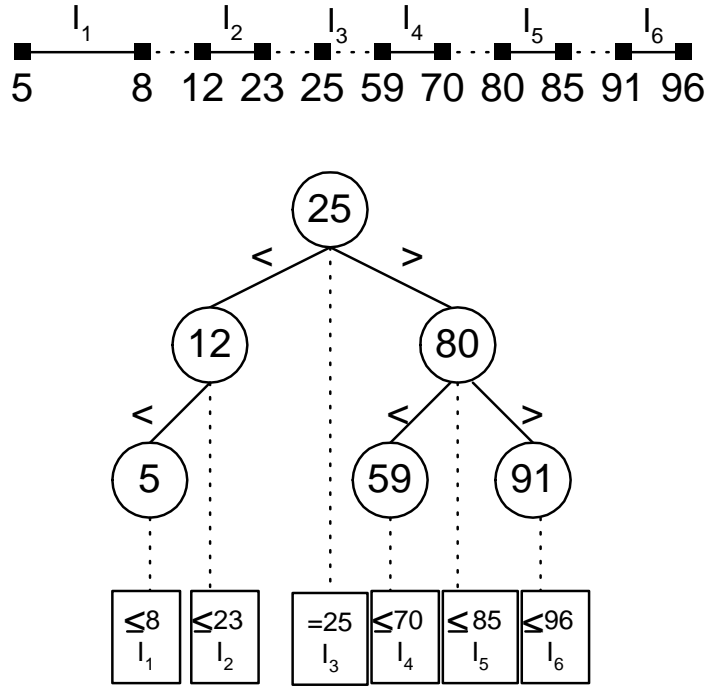 I₁ I₂ I₃ I₄ I₅ I₆
5 8 12 23 25 59 70 80 85 91 96
25
< >
12 80
< < >
5 59 91
≤8 ≤23 =25 ≤70 ≤85 ≤96
I₁ I₂ I₃ I₄ I₅ I₆